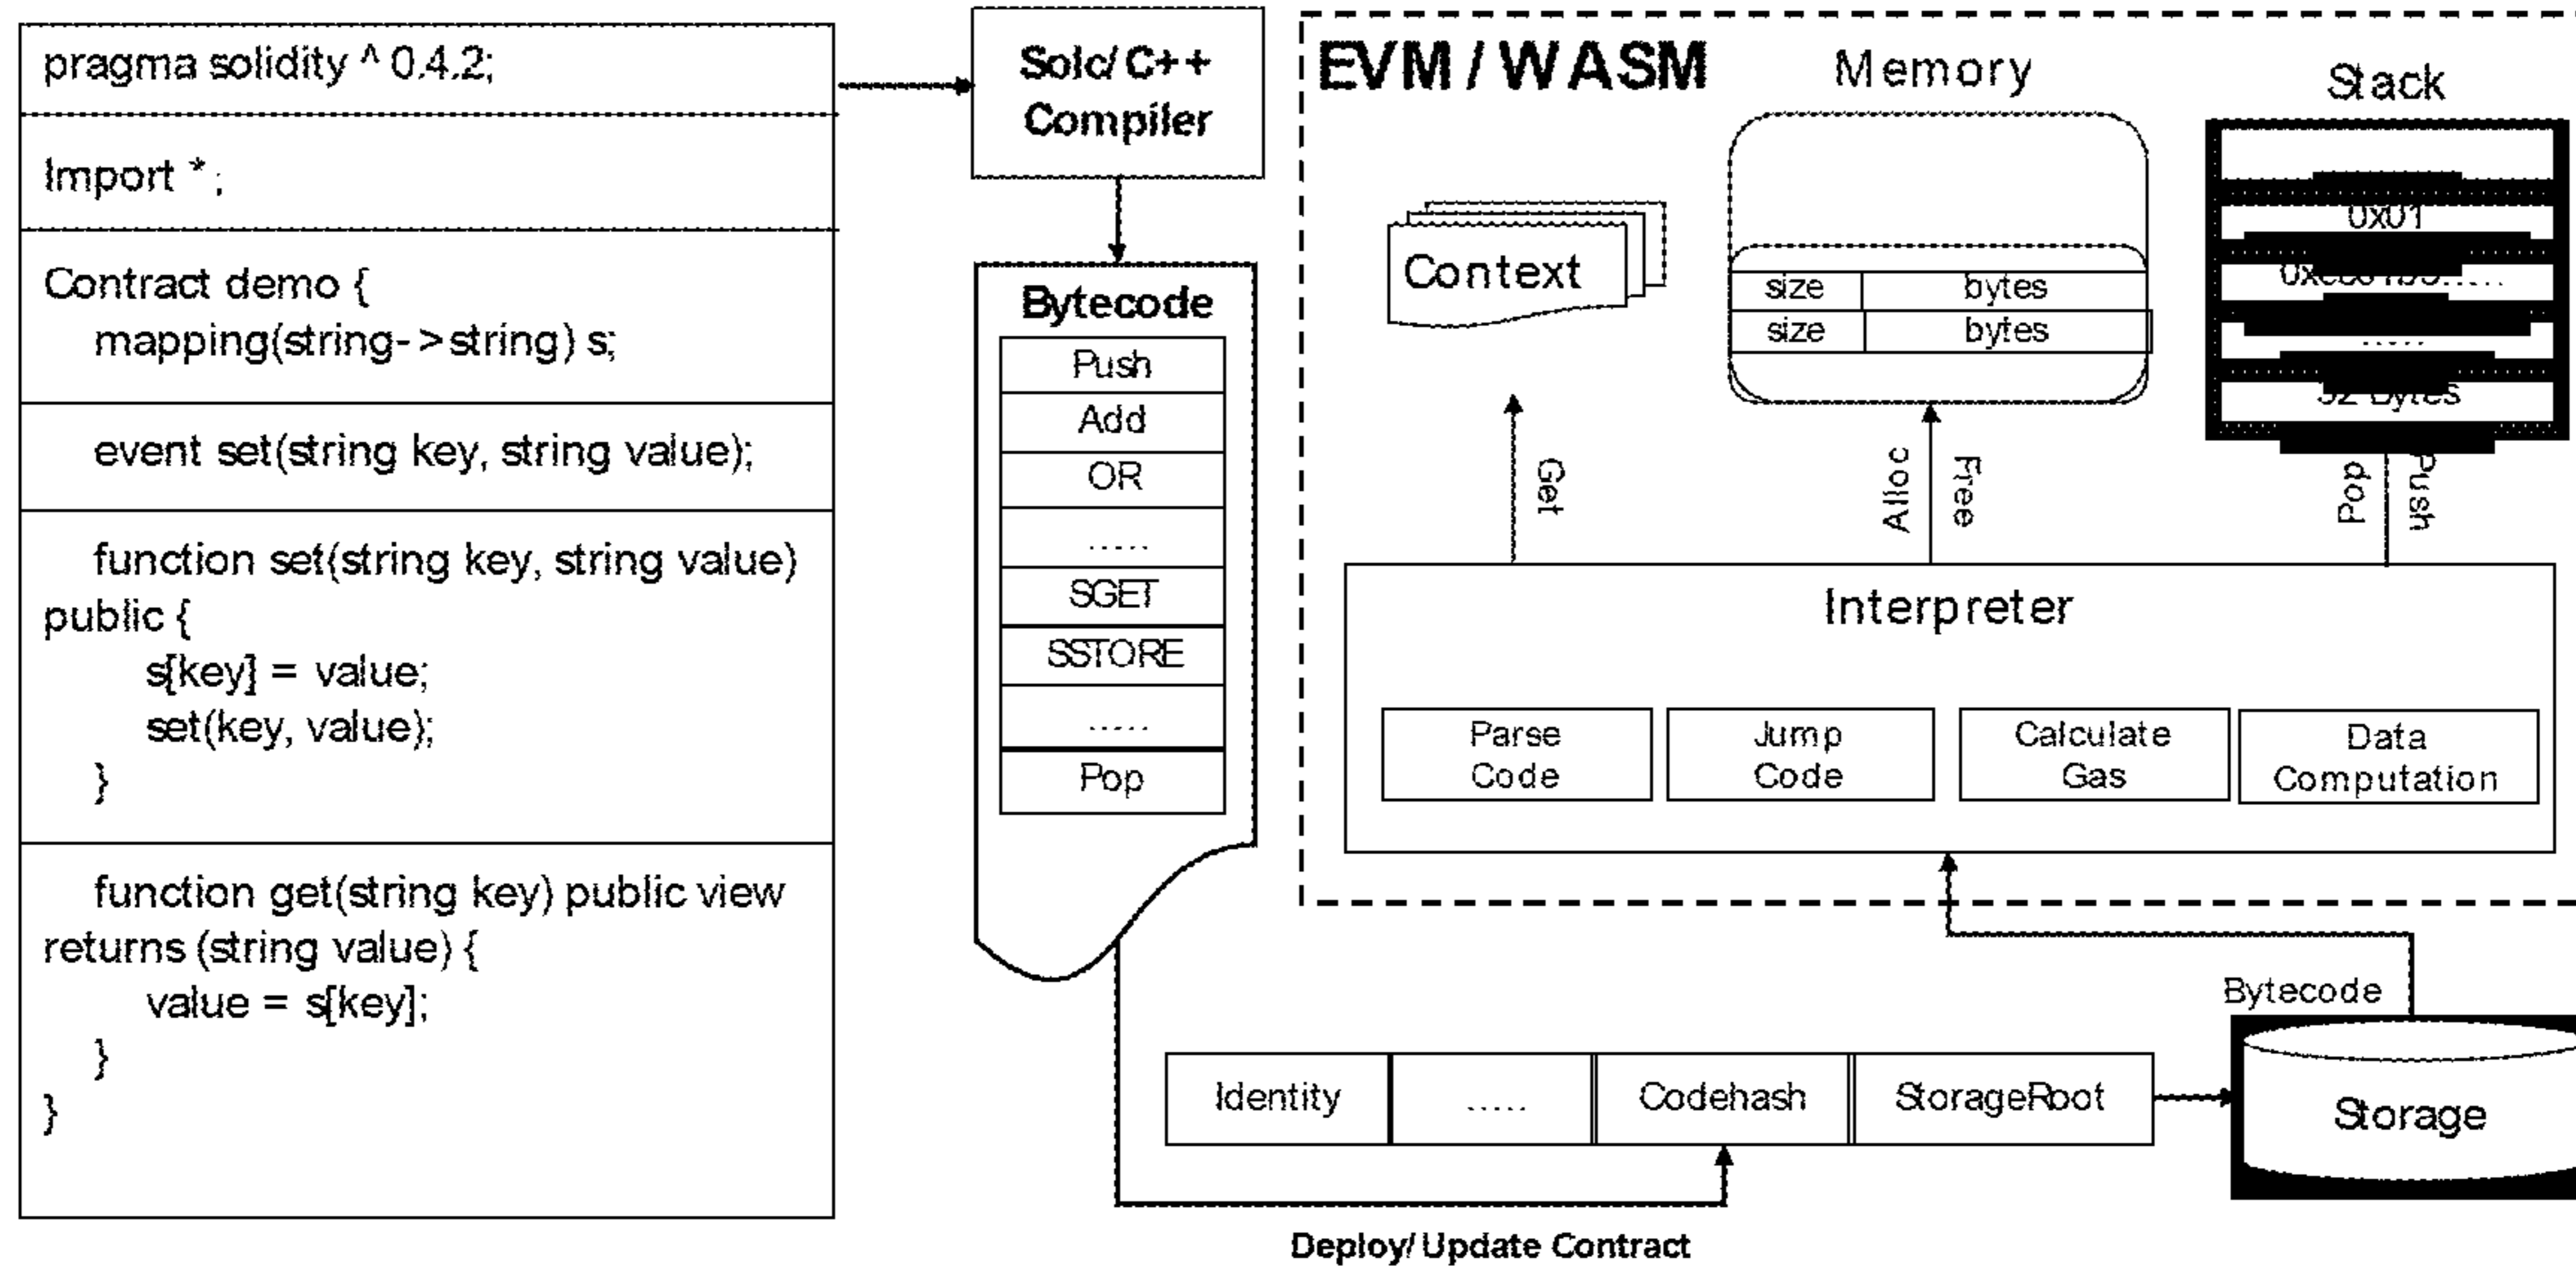 pragma solidity ^ 0.4.2;
Import * ;
Contract demo {
mapping(string->string) s;
event set(string key, string value);
function set(string key, string value)
public {
s[key] = value;
set(key, value);
}
function get(string key) public view
returns (string value) {
value = s[key];
}
}
Solc/ C++
Compiler
Bytecode
Push
Add
OR
.....
SGET
SSTORE
.....
Pop
EVM / WASM
Memory
Stack
Context
size bytes
size bytes
0x01
.....
Bytes
Get
Alloc
Free
Pop
Push
Interpreter
Parse
Code
Jump
Code
Calculate
Gas
Data
Computation
Bytecode
Identity ..... Codehash StorageRoot
Storage
Deploy/ Update Contract